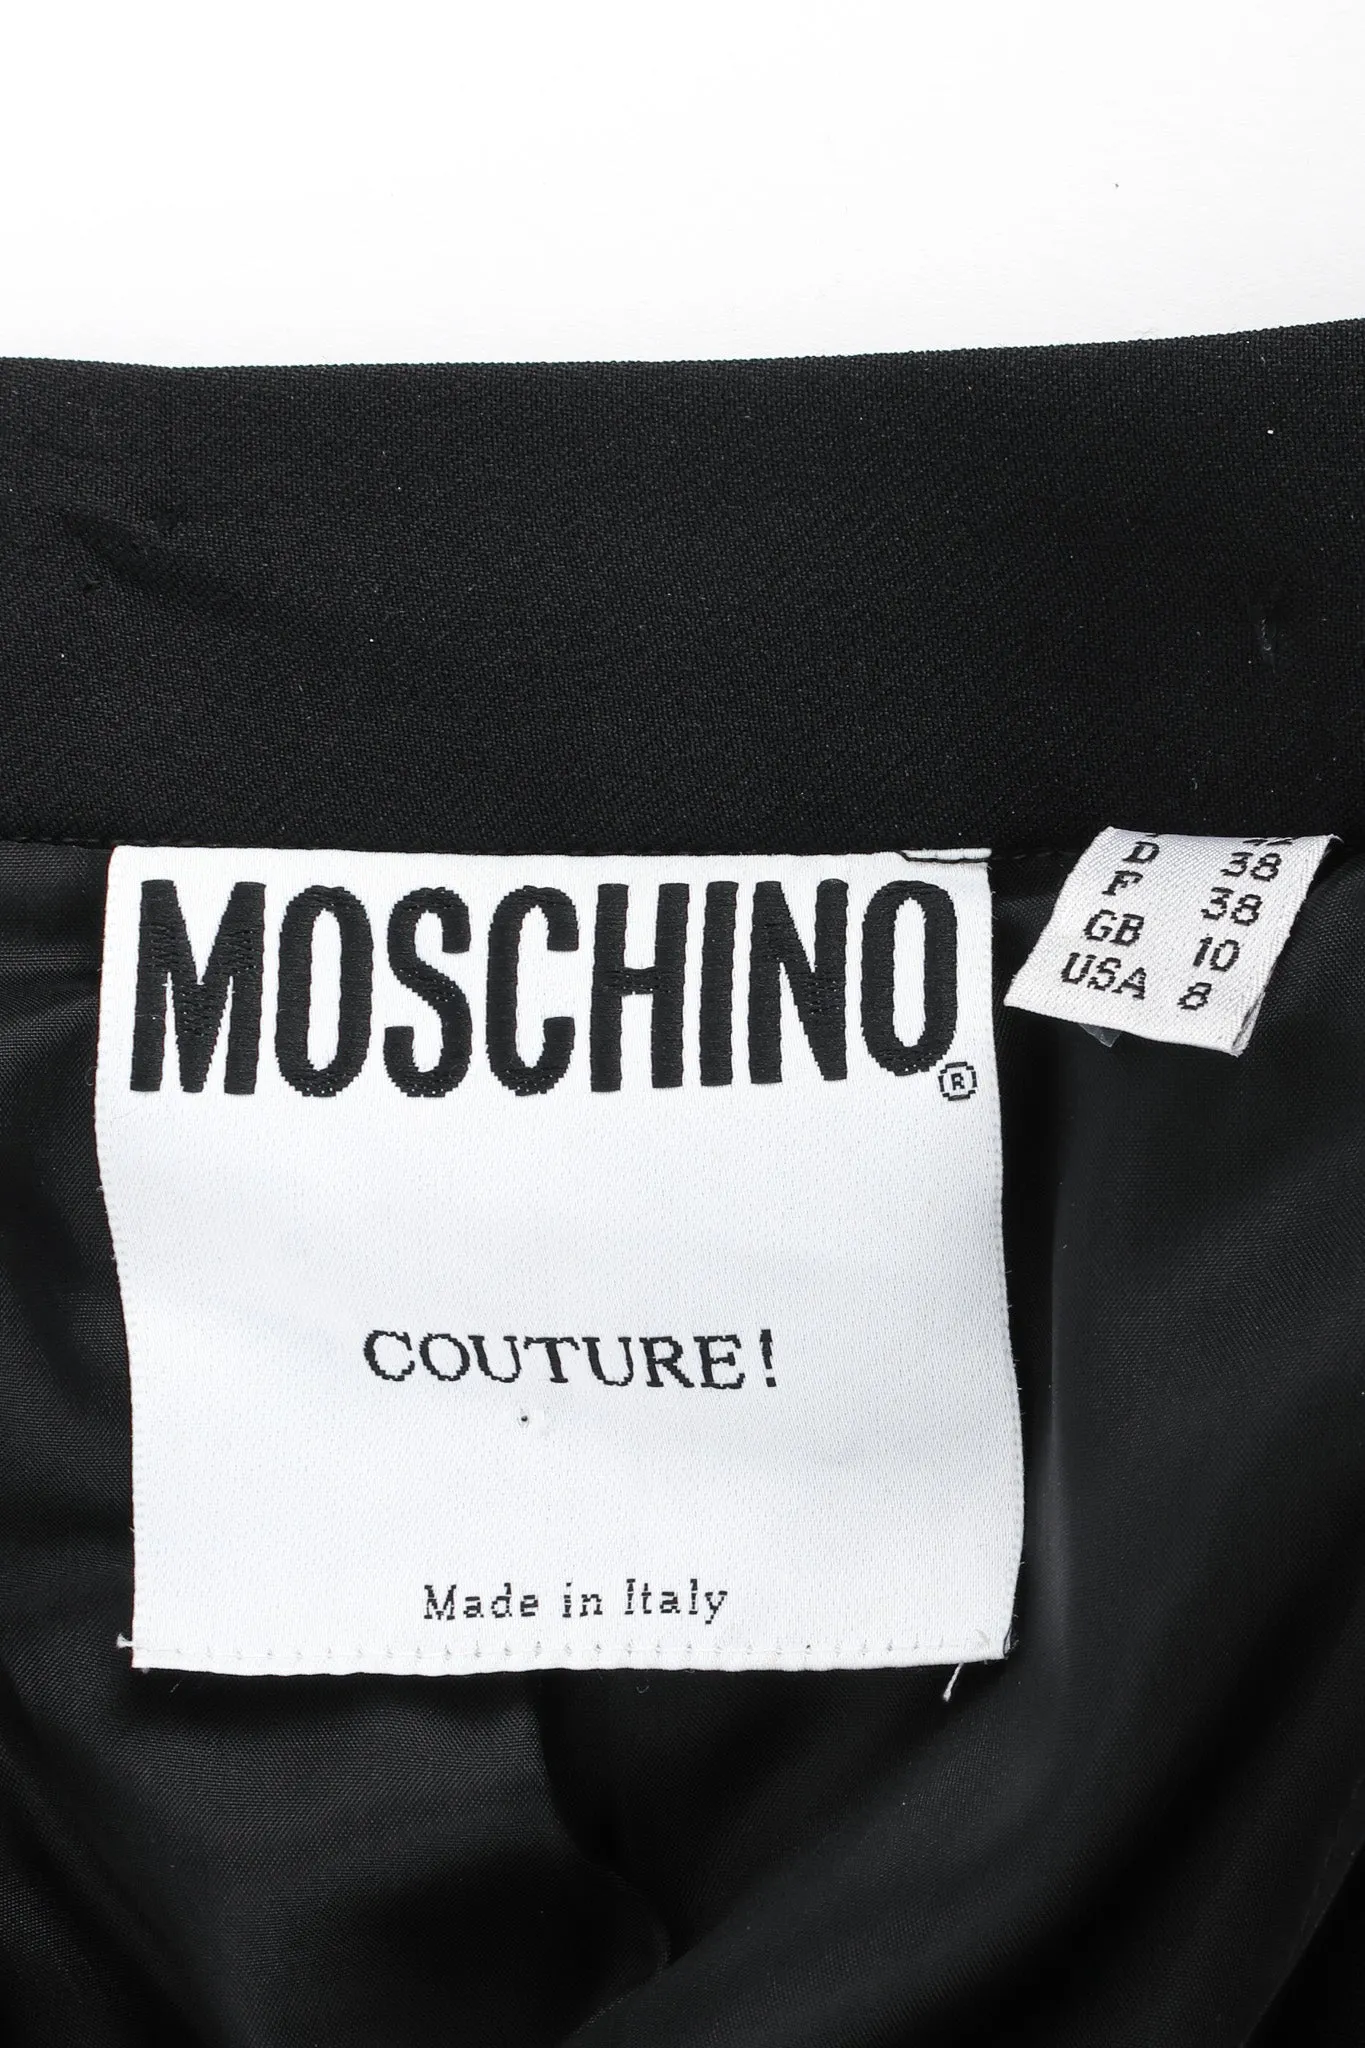 MOSCHINO®
COUTURE!
Made in Italy
D 38
F 38
GB 10
USA 8